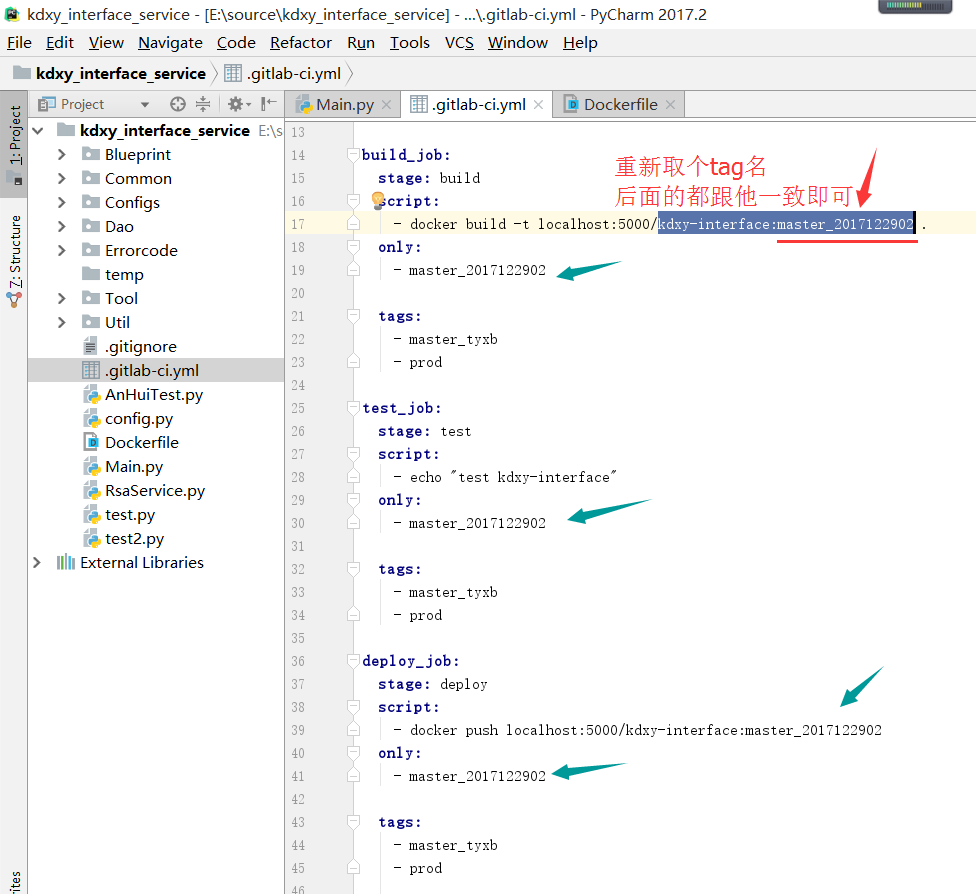 kdxy_interface_service - [E:\source\kdxy_interface_service] - ...\.gitlab-ci.yml - PyCharm 2017.2
File Edit View Navigate Code Refactor Run Tools VCS Window Help
kdxy_interface_service .gitlab-ci.yml
1: Project
Z: Structure
Project
Main.py .gitlab-ci.yml Dockerfile
kdxy_interface_service E:\s
Blueprint
Common
Configs
Dao
Errorcode
temp
Tool
Util
.gitignore
.gitlab-ci.yml
AnHuiTest.py
config.py
Dockerfile
Main.py
RsaService.py
test.py
test2.py
External Libraries
重新取个tag名
后面的都跟他一致即可
13
14 build_job:
15 stage: build
16 script:
17 - docker build -t localhost:5000/kdxy-interface:master_2017122902 .
18 only:
19 - master_2017122902
20
21 tags:
22 - master_tyxb
23 - prod
24
25 test_job:
26 stage: test
27 script:
28 - echo "test kdxy-interface"
29 only:
30 - master_2017122902
31
32 tags:
33 - master_tyxb
34 - prod
35
36 deploy_job:
37 stage: deploy
38 script:
39 - docker push localhost:5000/kdxy-interface:master_2017122902
40 only:
41 - master_2017122902
42
43 tags:
44 - master_tyxb
45 - prod
46